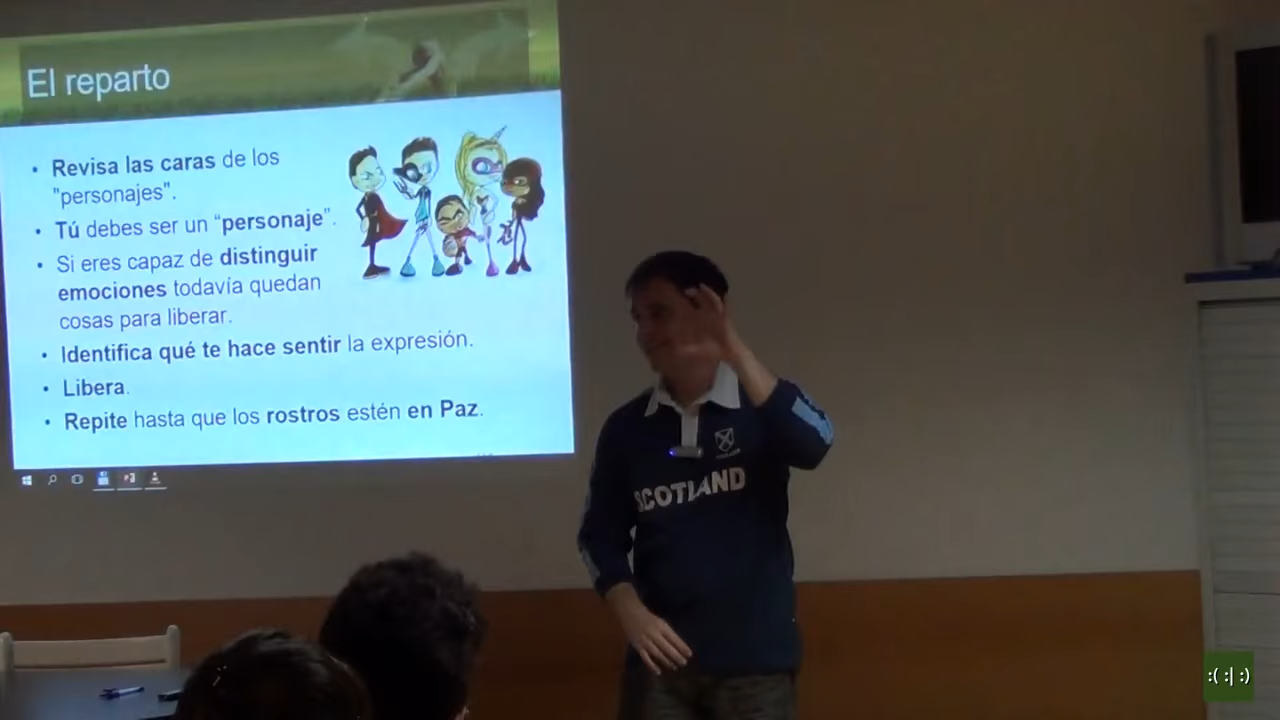 El reparto
• Revisa las caras de los
"personajes".
• Tú debes ser un “personaje”.
• Si eres capaz de distinguir
emociones todavía quedan
cosas para liberar.
• Identifica qué te hace sentir la expresión.
• Libera.
• Repite hasta que los rostros estén en Paz.
SCOTLAND
:( :| :)